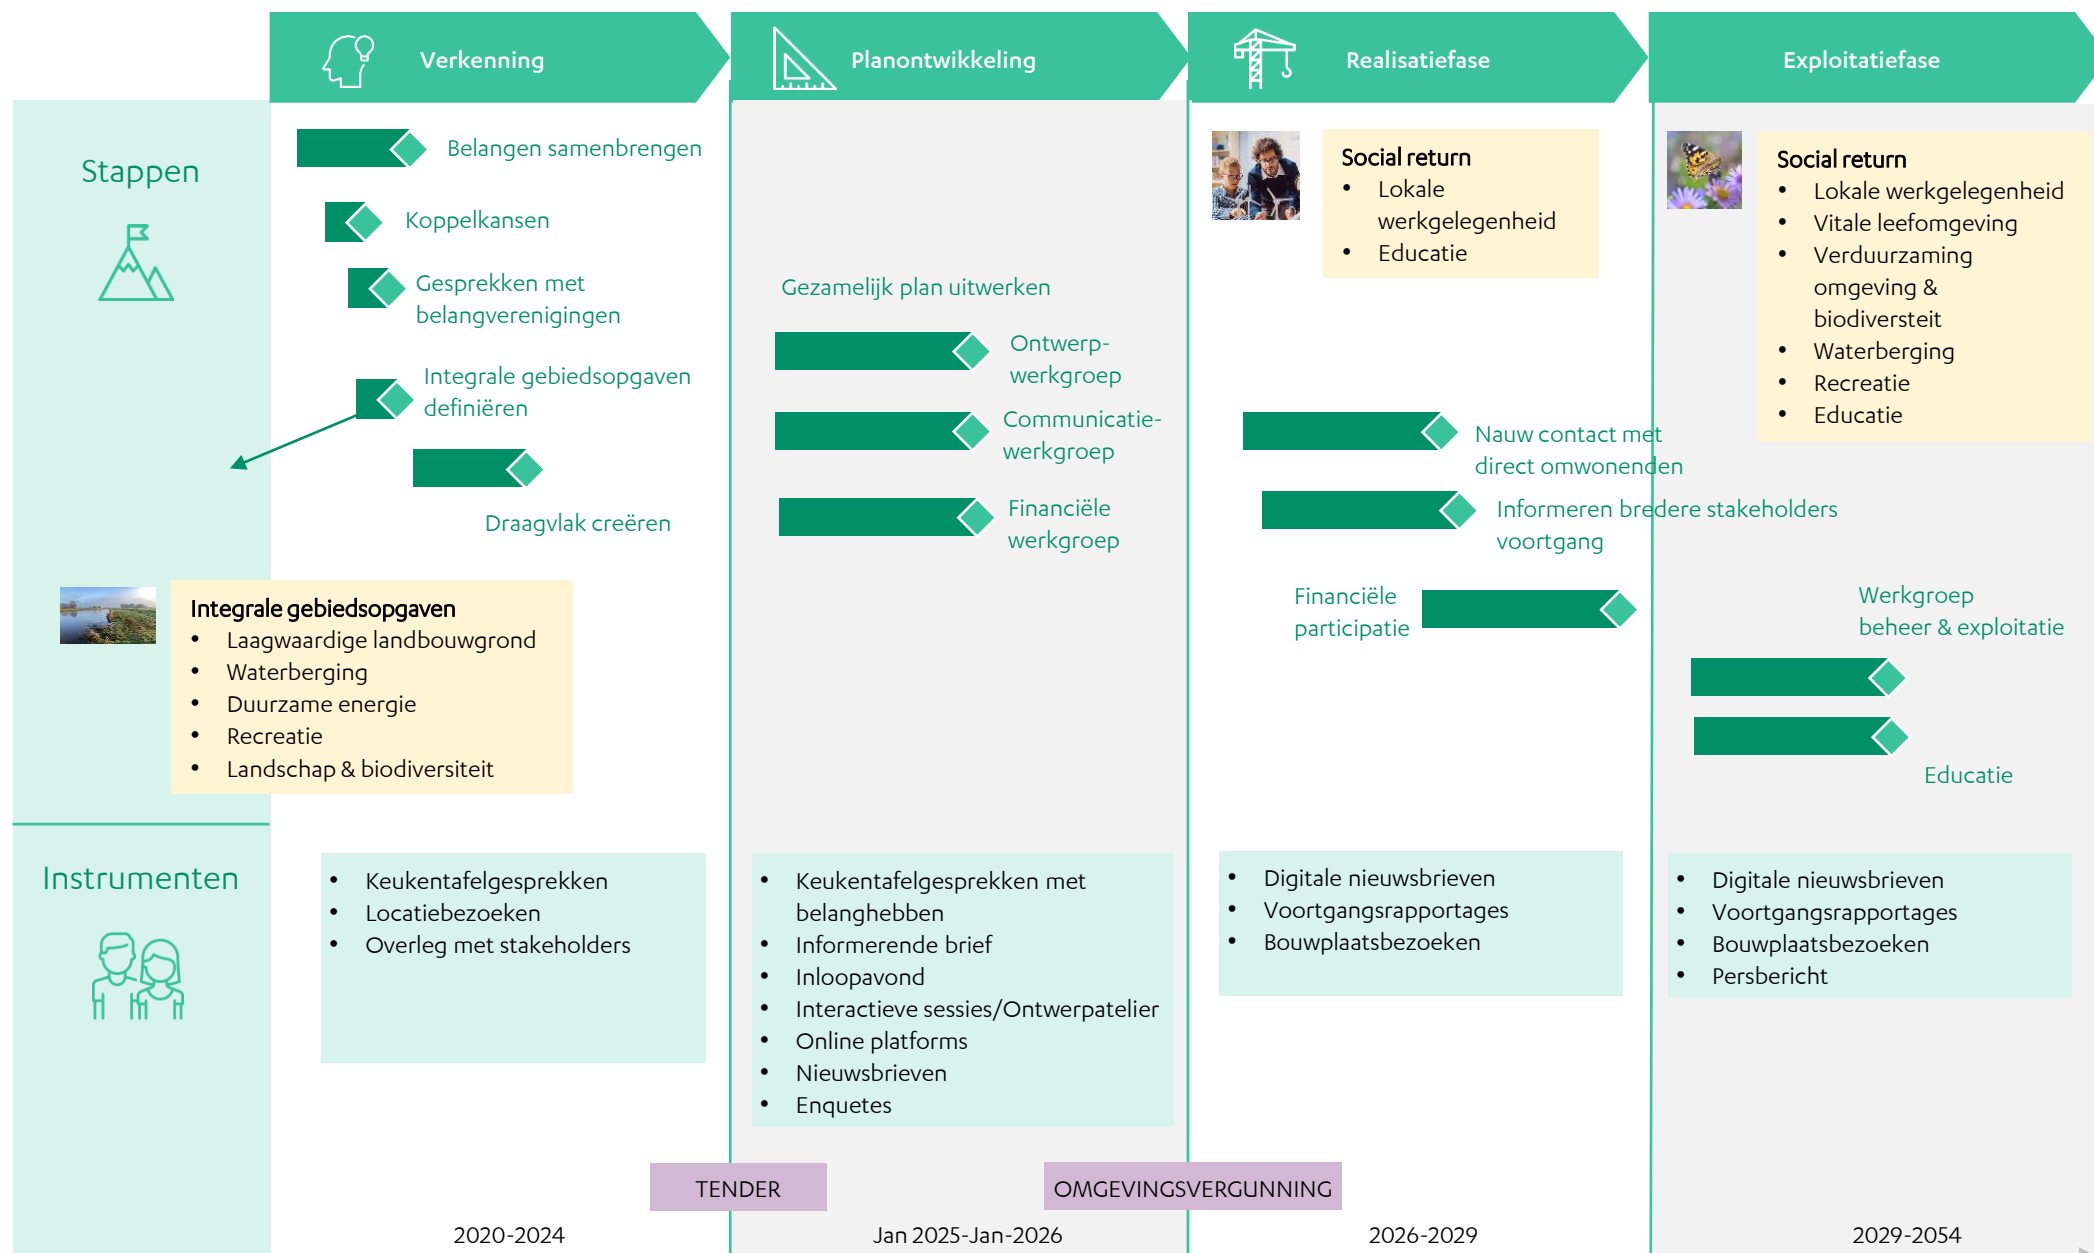 Verkenning
Planontwikkeling
Realisatiefase
Exploitatiefase
Stappen
Belangen samenbrengen
Koppelkansen
Gesprekken met
belangverenigingen
Integrale gebiedsopgaven
definiëren
Draagvlak creëren
Integrale gebiedsopgaven
• Laagwaardige landbouwgrond
• Waterberging
• Duurzame energie
• Recreatie
• Landschap & biodiversiteit
Gezamelijk plan uitwerken
Ontwerp-
werkgroep
Communicatie-
werkgroep
Financiële
werkgroep
Social return
• Lokale
werkgelegenheid
• Educatie
Nauw contact met
direct omwonenden
Informeren bredere stakeholders
voortgang
Financiële
participatie
Social return
• Lokale werkgelegenheid
• Vitale leefomgeving
• Verduurzaming
omgeving &
biodiversteit
• Waterberging
• Recreatie
• Educatie
Werkgroep
beheer & exploitatie
Educatie
Instrumenten
• Keukentafelgesprekken
• Locatiebezoeken
• Overleg met stakeholders
• Keukentafelgesprekken met
belanghebben
• Informerende brief
• Inloopavond
• Interactieve sessies/Ontwerpatelier
• Online platforms
• Nieuwsbrieven
• Enquetes
• Digitale nieuwsbrieven
• Voortgangsrapportages
• Bouwplaatsbezoeken
• Digitale nieuwsbrieven
• Voortgangsrapportages
• Bouwplaatsbezoeken
• Persbericht
TENDER
OMGEVINGSVERGUNNING
2020-2024
Jan 2025-Jan-2026
2026-2029
2029-2054